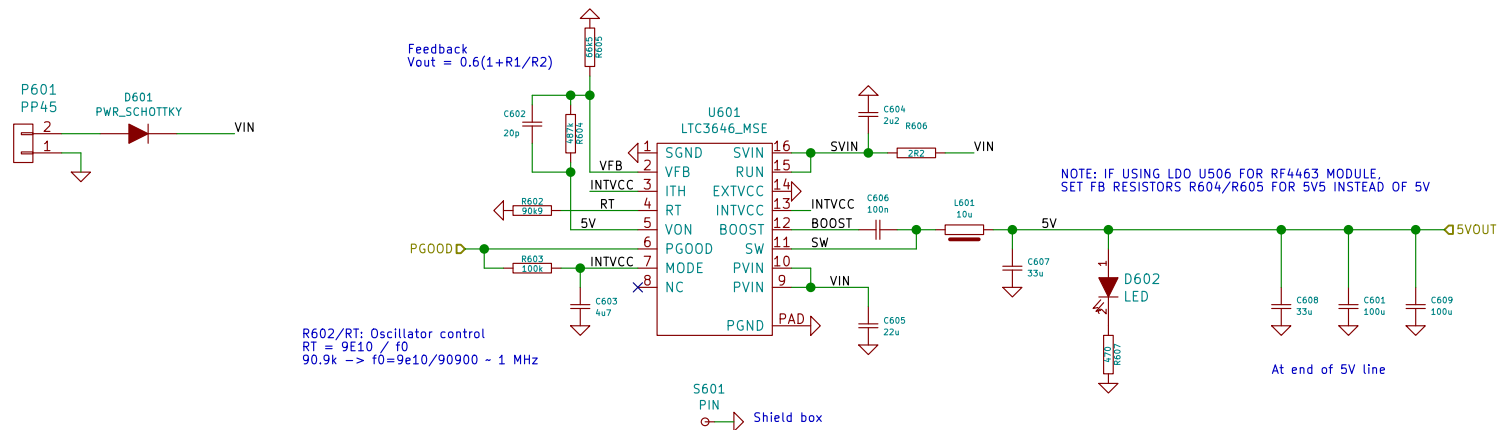 Feedback
Vout = 0.6(1+R1/R2)
66k5
R605
P601
PP45
2
1
D601
PWR_SCHOTTKY
VIN
C602
20p
487k
R604
VFB
INTVCC
R602
90k9
RT
5V
PGOOD
R603
100k
INTVCC
C603
4u7
U601
LTC3646_MSE
1 SGND
2 VFB
3 ITH
4 RT
5 VON
6 PGOOD
7 MODE
8 NC
SVIN 16
RUN 15
EXTVCC 14
INTVCC 13
BOOST 12
SW 11
PVIN 10
PVIN 9
PGND PAD
C604
2u2
R606
SVIN
2R2
VIN
INTVCC
BOOST
C606
100n
SW
L601
10u
VIN
C605
22u
5V
C607
33u
NOTE: IF USING LDO U506 FOR RF4463 MODULE,
SET FB RESISTORS R604/R605 FOR 5V5 INSTEAD OF 5V
1
D602
LED
2
470
R607
5VOUT
C608
33u
C601
100u
C609
100u
At end of 5V line
R602/RT: Oscillator control
RT = 9E10 / f0
90.9k -> f0=9e10/90900 ~ 1 MHz
S601
PIN
Shield box